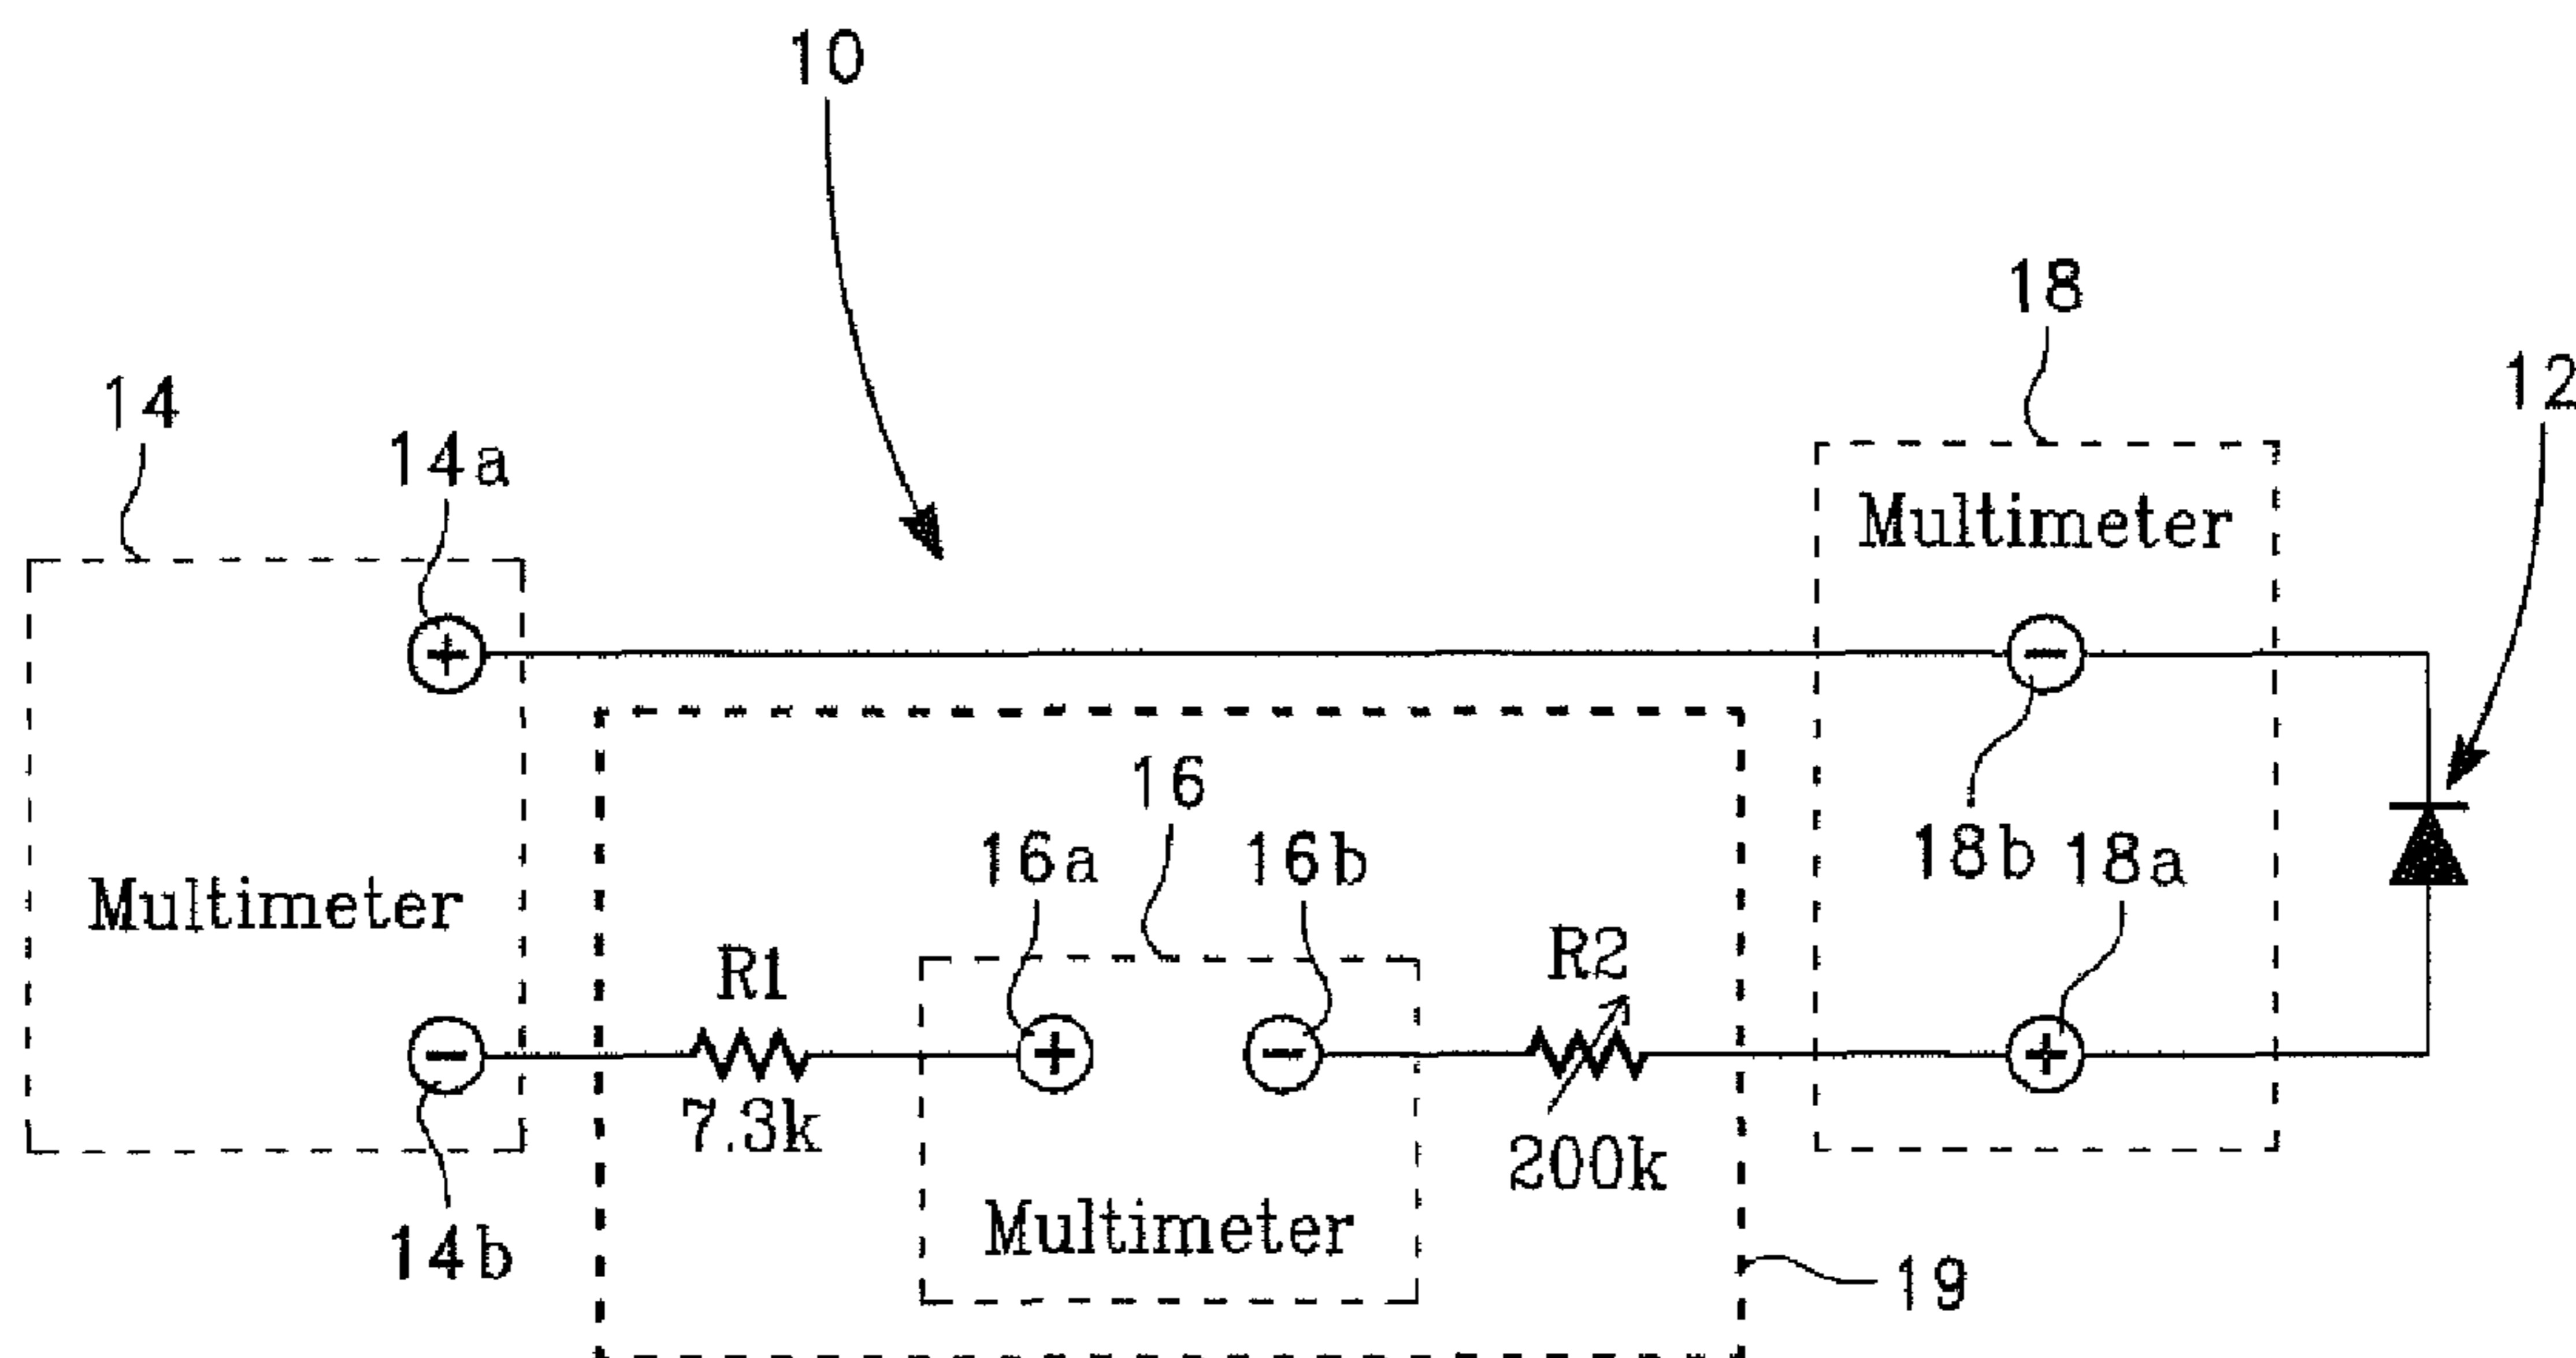 10
18
12
14
14a
Multimeter
+
−
16
16a
16b
18b
18a
Multimeter
R1
R2
−
+
−
+
7.3k
200k
Multimeter
14b
19